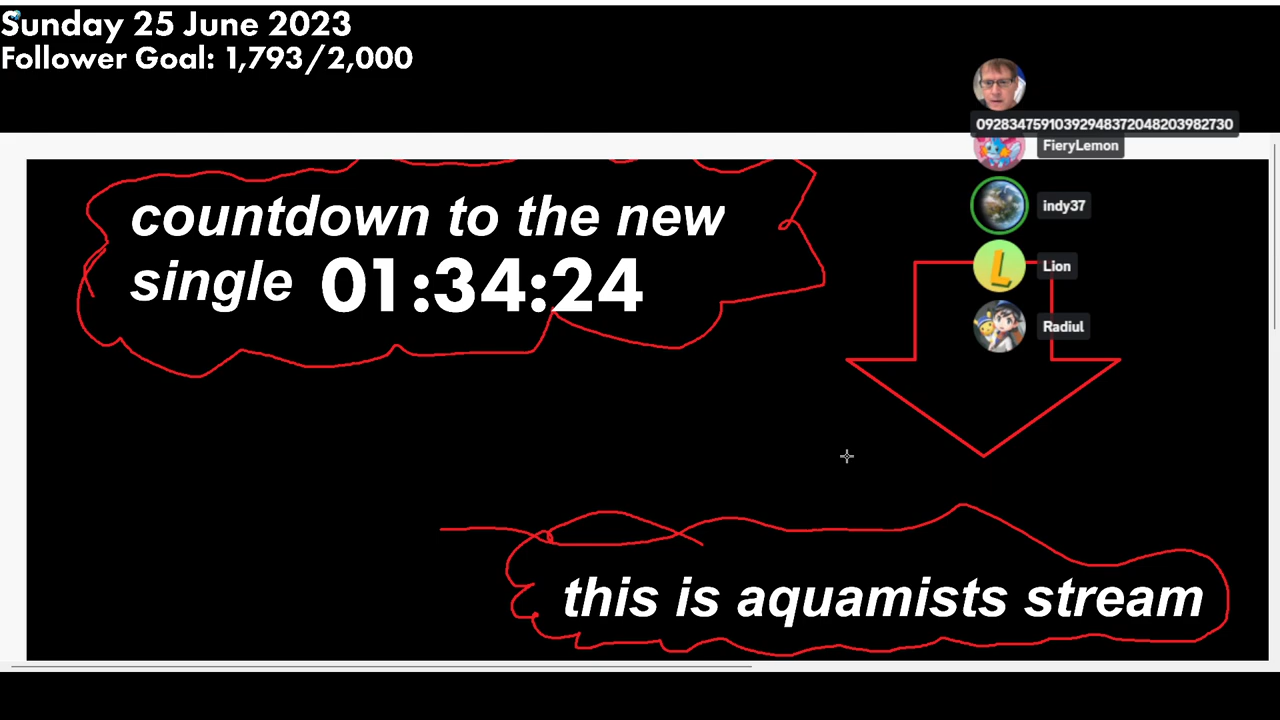 Sunday 25 June 2023
Follower Goal: 1,793/2,000
09283475910392948372048203982730
FieryLemon
indy37
Lion
Radiul
countdown to the new
single 01:34:24
this is aquamists stream